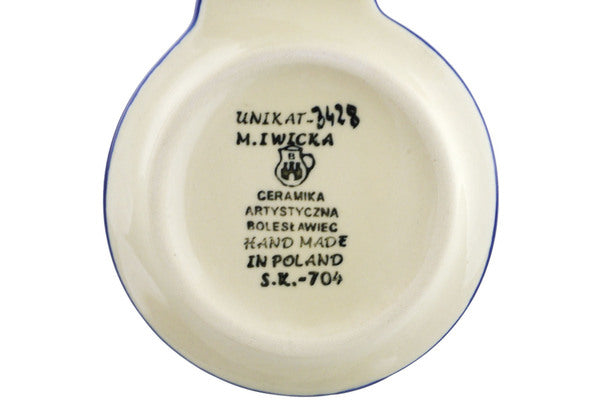 UNIKAT-3428
M.IWICKA
B
CERAMIKA
ARTYSTYCZNA
BOLESŁAWIEC
HAND MADE
IN POLAND
S.K.-704